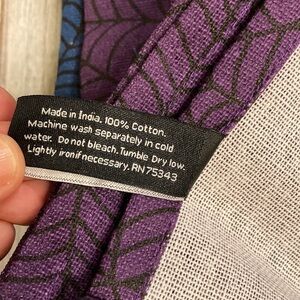 Made in India. 100% Cotton.
Machine wash separately in cold
water. Do not bleach. Tumble Dry low.
Lightly iron if necessary. RN 75343